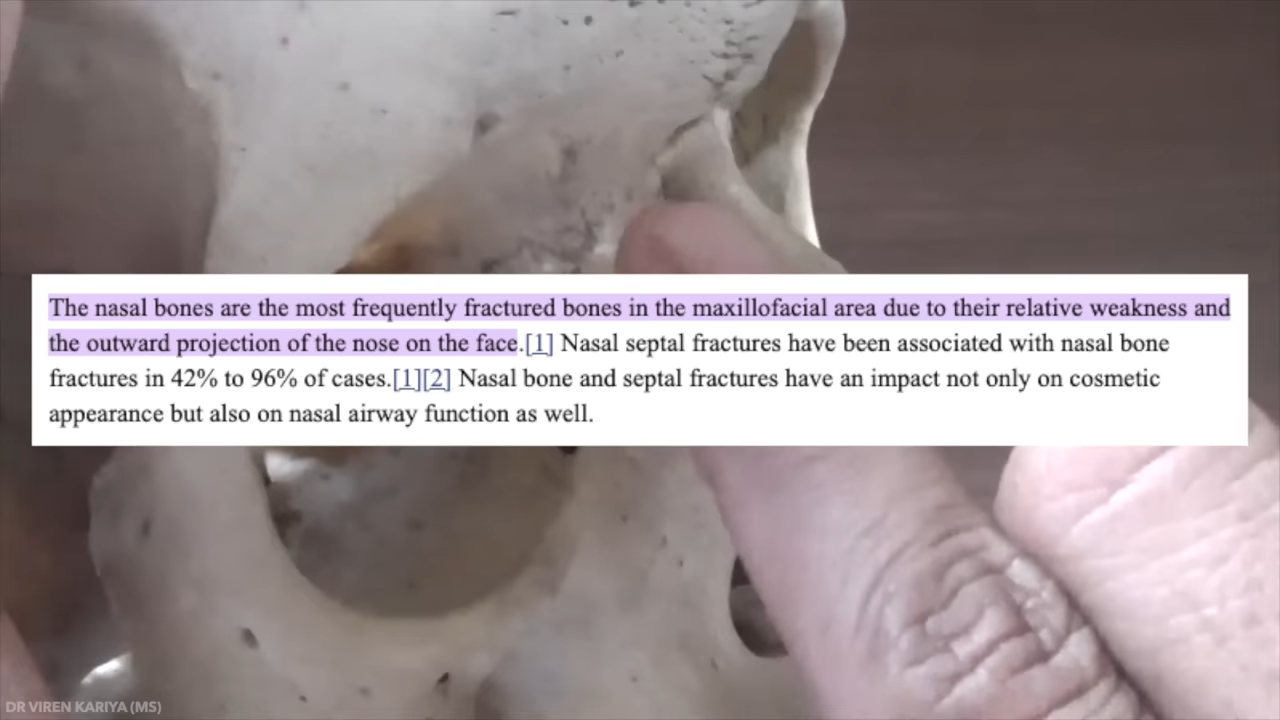 The nasal bones are the most frequently fractured bones in the maxillofacial area due to their relative weakness and
the outward projection of the nose on the face.[1] Nasal septal fractures have been associated with nasal bone
fractures in 42% to 96% of cases.[1][2] Nasal bone and septal fractures have an impact not only on cosmetic
appearance but also on nasal airway function as well.
DR VIREN KARIYA (MS)